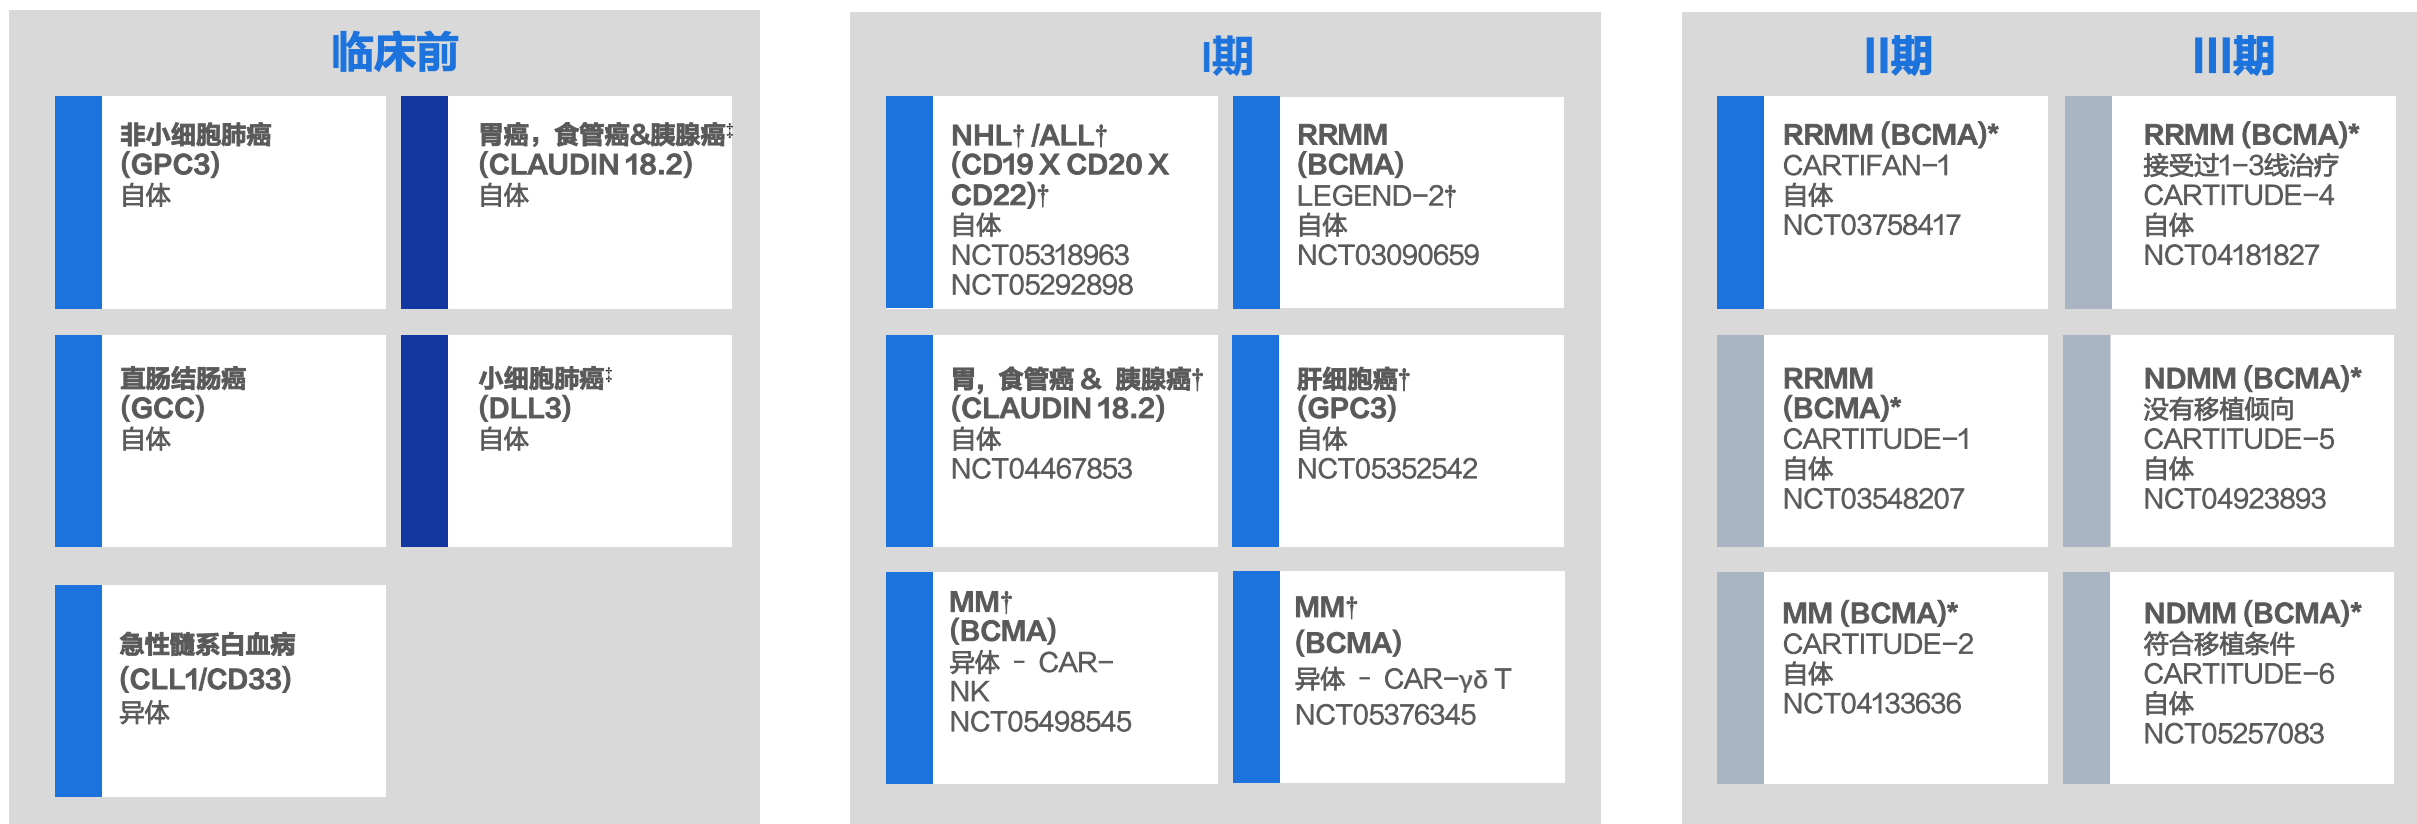 临床前
非小细胞肺癌
(GPC3)
自体
胃癌，食管癌&胰腺癌‡
(CLAUDIN 18.2)
自体
直肠结肠癌
(GCC)
自体
小细胞肺癌‡
(DLL3)
自体
急性髓系白血病
(CLL1/CD33)
异体
I期
NHL† /ALL†
(CD19 X CD20 X
CD22)†
自体
NCT05318963
NCT05292898
RRMM
(BCMA)
LEGEND-2†
自体
NCT03090659
胃，食管癌 & 胰腺癌†
(CLAUDIN 18.2)
自体
NCT04467853
肝细胞癌†
(GPC3)
自体
NCT05352542
MM†
(BCMA)
异体 - CAR-
NK
NCT05498545
MM†
(BCMA)
异体 - CAR-γδ T
NCT05376345
II期
III期
RRMM (BCMA)*
CARTIFAN-1
自体
NCT03758417
RRMM (BCMA)*
接受过1-3线治疗
CARTITUDE-4
自体
NCT04181827
RRMM
(BCMA)*
CARTITUDE-1
自体
NCT03548207
NDMM (BCMA)*
没有移植倾向
CARTITUDE-5
自体
NCT04923893
MM (BCMA)*
CARTITUDE-2
自体
NCT04133636
NDMM (BCMA)*
符合移植条件
CARTITUDE-6
自体
NCT05257083